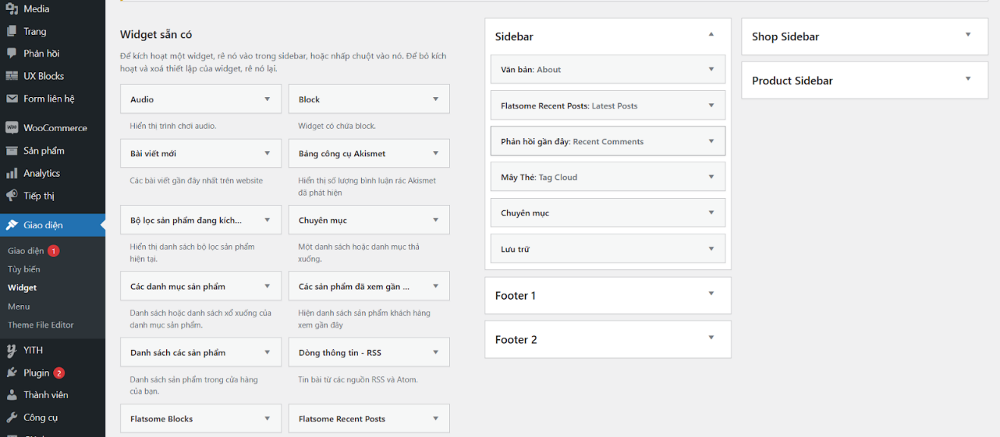 Media
Trang
Phản hồi
UX Blocks
Form liên hệ
WooCommerce
Sản phẩm
Analytics
Tiếp thị
Giao diện
Giao diện 1
Tùy biến
Widget
Menu
Theme File Editor
YITH
Plugin 2
Thành viên
Công cụ
Widget sẵn có
Để kích hoạt một widget, rê nó vào trong sidebar, hoặc nhấp chuột vào nó. Để bỏ kích
hoạt và xoá thiết lập của widget, rê nó lại.
Audio
Hiển thị trình chơi audio.
Block
Widget có chứa block.
Bài viết mới
Các bài viết gần đây nhất trên website
Bảng công cụ Akismet
Hiển thị số lượng bình luận rác Akismet
đã phát hiện
Bộ lọc sản phẩm đang kích...
Hiển thị danh sách bộ lọc sản phẩm
hiện tại.
Chuyên mục
Một danh sách hoặc danh mục thả
xuống.
Các danh mục sản phẩm
Danh sách hoặc danh sách xổ xuống của
danh mục sản phẩm.
Các sản phẩm đã xem gần ...
Hiện danh sách sản phẩm khách hàng
xem gần đây
Danh sách các sản phẩm
Danh sách sản phẩm trong cửa hàng
của bạn.
Dòng thông tin - RSS
Tin bài từ các nguồn RSS và Atom.
Flatsome Blocks
Flatsome Recent Posts
Sidebar
Văn bản: About
Flatsome Recent Posts: Latest Posts
Phản hồi gần đây: Recent Comments
Mây Thẻ: Tag Cloud
Chuyên mục
Lưu trữ
Footer 1
Footer 2
Shop Sidebar
Product Sidebar